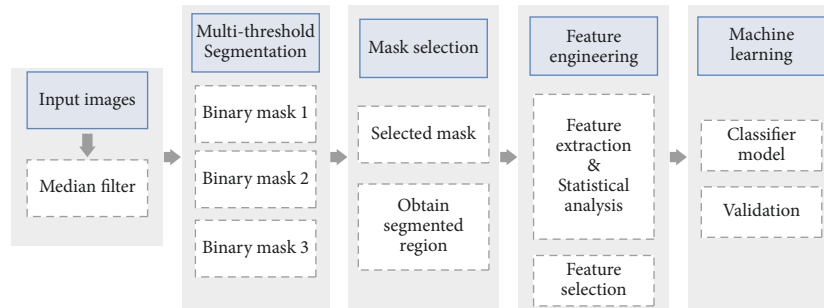 Input images
Median filter
Multi-threshold
Segmentation
Binary mask 1
Binary mask 2
Binary mask 3
Mask selection
Selected mask
Obtain
segmented
region
Feature
engineering
Feature
extraction
&
Statistical
analysis
Feature
selection
Machine
learning
Classifier
model
Validation